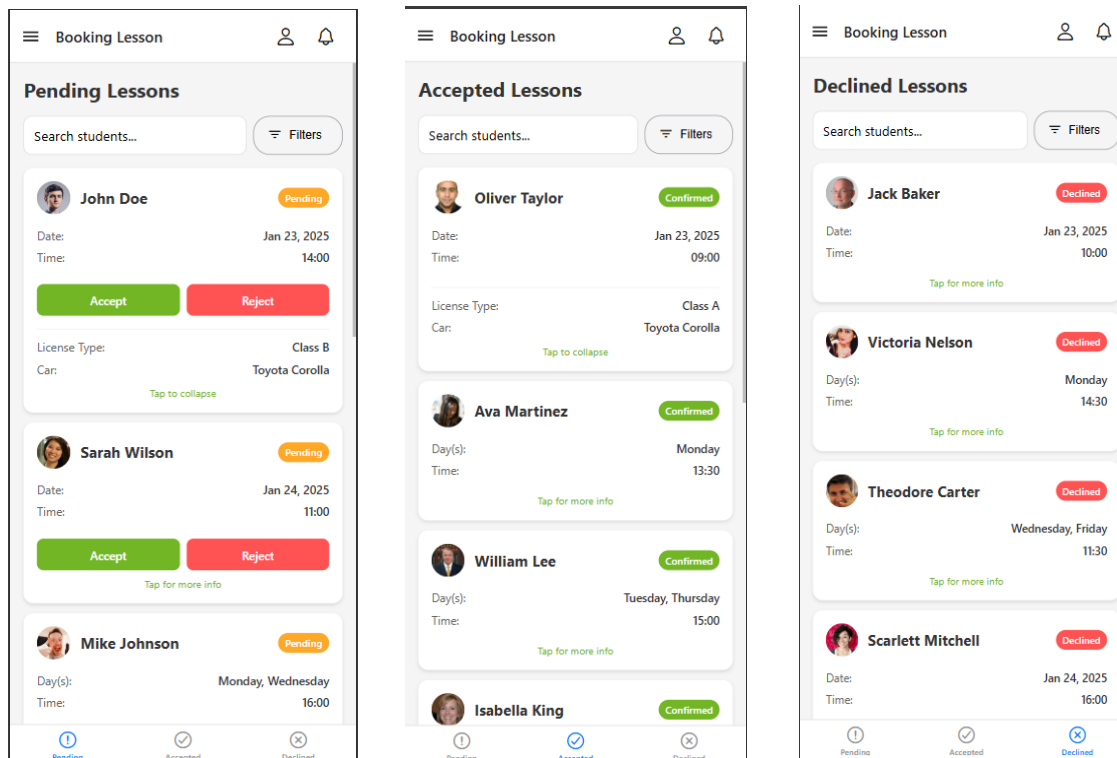 Booking Lesson
Pending Lessons
Search students...
Filters
John Doe
Pending
Date:
Jan 23, 2025
Time:
14:00
Accept
Reject
License Type:
Class B
Car:
Toyota Corolla
Tap to collapse
Sarah Wilson
Pending
Date:
Jan 24, 2025
Time:
11:00
Accept
Reject
Tap for more info
Mike Johnson
Pending
Day(s):
Monday, Wednesday
Time:
16:00
Pending
Accepted
Declined
Booking Lesson
Accepted Lessons
Search students...
Filters
Oliver Taylor
Confirmed
Date:
Jan 23, 2025
Time:
09:00
License Type:
Class A
Car:
Toyota Corolla
Tap to collapse
Ava Martinez
Confirmed
Day(s):
Monday
Time:
13:30
Tap for more info
William Lee
Confirmed
Day(s):
Tuesday, Thursday
Time:
15:00
Tap for more info
Isabella King
Confirmed
Pending
Accepted
Declined
Booking Lesson
Declined Lessons
Search students...
Filters
Jack Baker
Declined
Date:
Jan 23, 2025
Time:
10:00
Tap for more info
Victoria Nelson
Declined
Day(s):
Monday
Time:
14:30
Tap for more info
Theodore Carter
Declined
Day(s):
Wednesday, Friday
Time:
11:30
Tap for more info
Scarlett Mitchell
Declined
Date:
Jan 24, 2025
Time:
16:00
Pending
Accepted
Declined